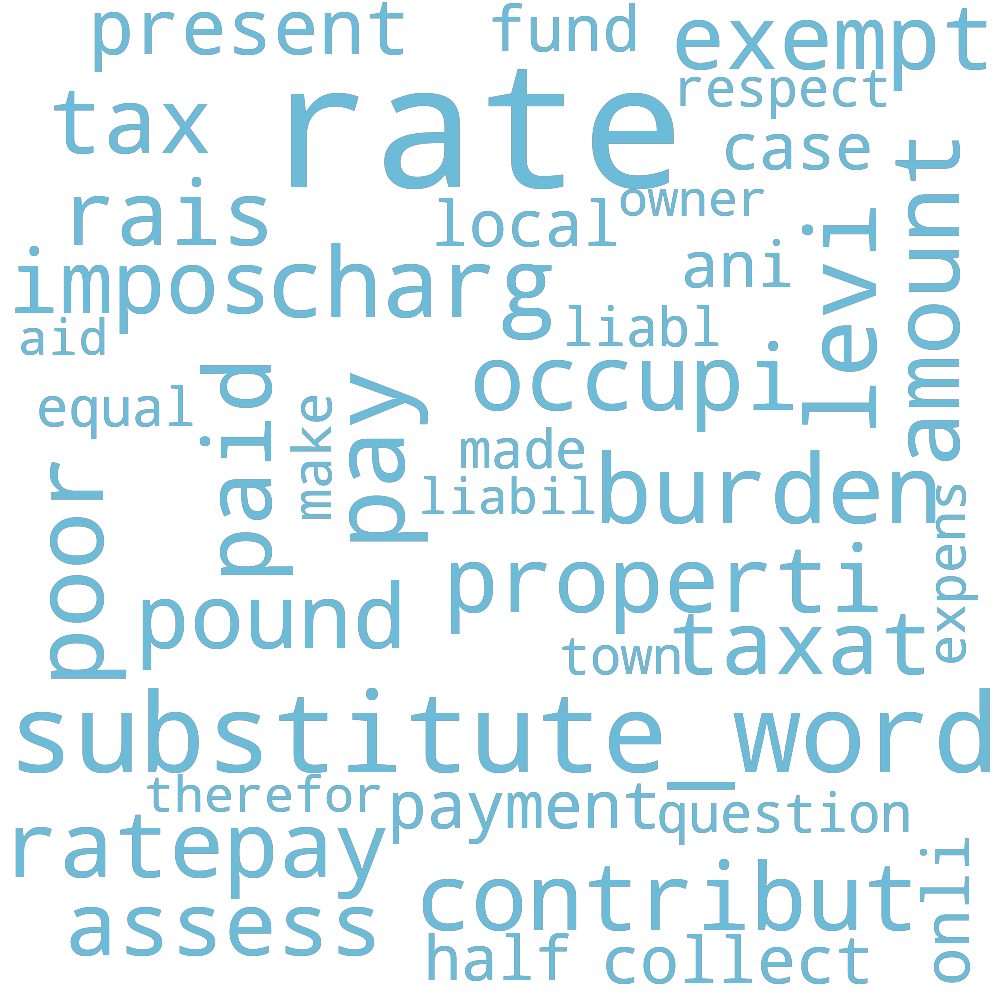 present
fund
exempt
rate
respect
tax
case
amount
rais
owner
local
levi
ani
impos
charg
liabl
aid
occupi
paid
pay
equal
make
made
burden
poor
liabil
expens
properti
pound
taxat
town
substitute_word
therefor
payment
question
ratepay
onli
contribut
assess
half
collect